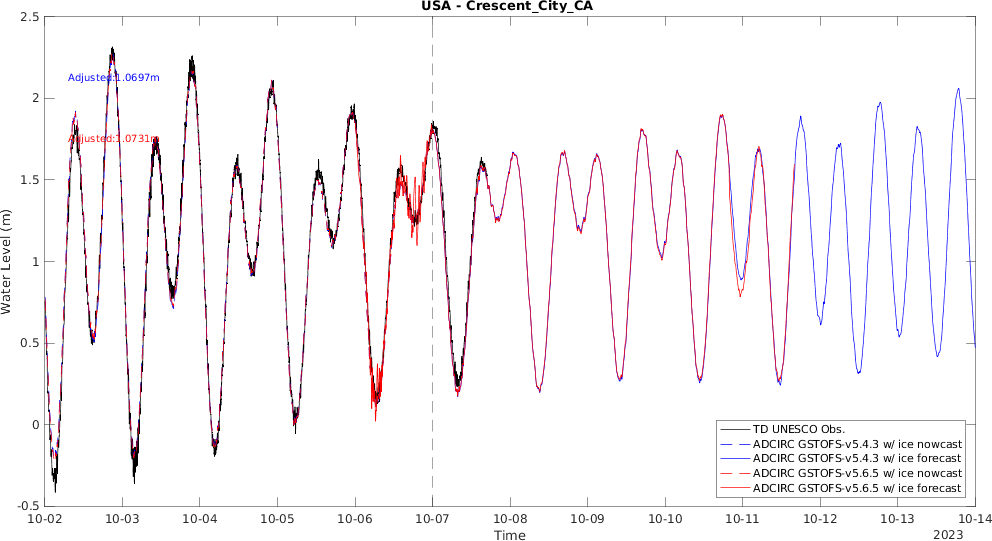 USA - Crescent_City_CA
2.5
2
1.5
1
0.5
0
-0.5
Water Level (m)
Adjusted:1.0697m
Adjusted:1.0731m
TD UNESCO Obs.
ADCIRC GSTOFS-v5.4.3 w/ ice nowcast
ADCIRC GSTOFS-v5.4.3 w/ ice forecast
ADCIRC GSTOFS-v5.6.5 w/ ice nowcast
ADCIRC GSTOFS-v5.6.5 w/ ice forecast
10-02 10-03 10-04 10-05 10-06 10-07 10-08 10-09 10-10 10-11 10-12 10-13 10-14
Time
2023